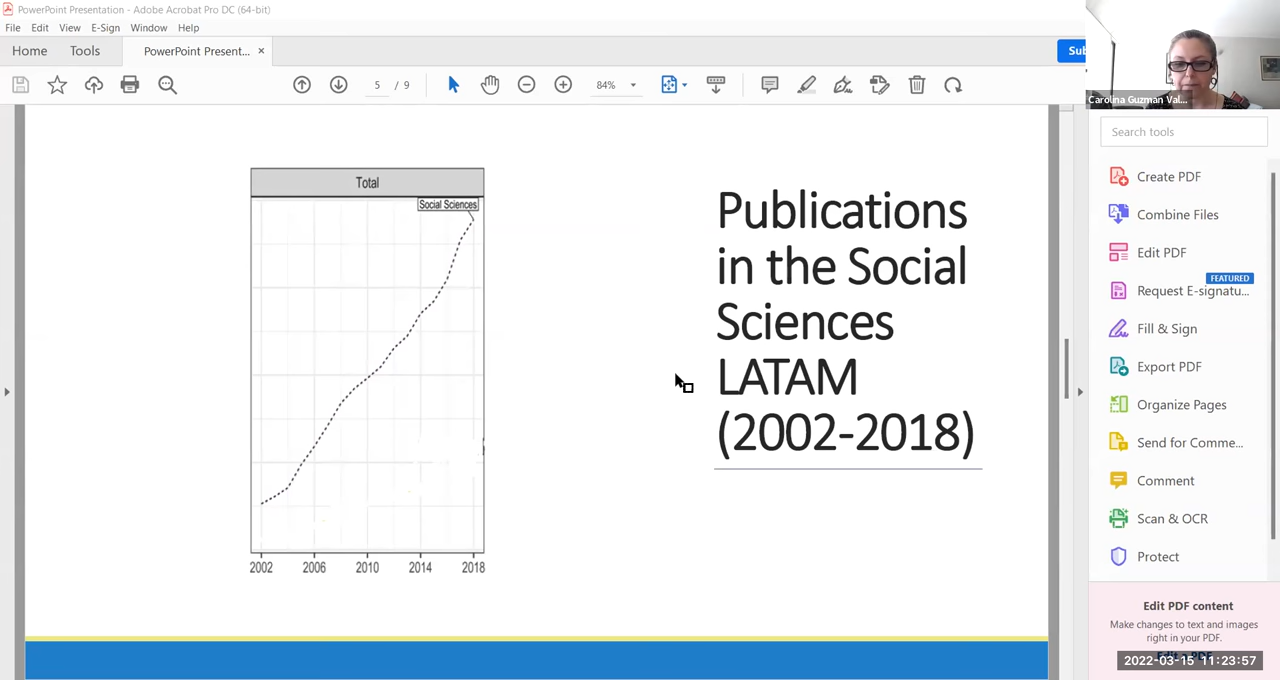 PowerPoint Presentation - Adobe Acrobat Pro DC (64-bit)
File Edit View E-Sign Window Help
Home Tools PowerPoint Present... ×
5 / 9 84%
Sub
Carolina Guzman Val...
Search tools
Create PDF
Combine Files
Edit PDF
FEATURED
Request E-signatu...
Fill & Sign
Export PDF
Organize Pages
Send for Comme...
Comment
Scan & OCR
Protect
Edit PDF content
Make changes to text and images
right in your PDF.
2022-03-15 11:23:57
Total
Social Sciences
2002 2006 2010 2014 2018
Publications
in the Social
Sciences
LATAM
(2002-2018)